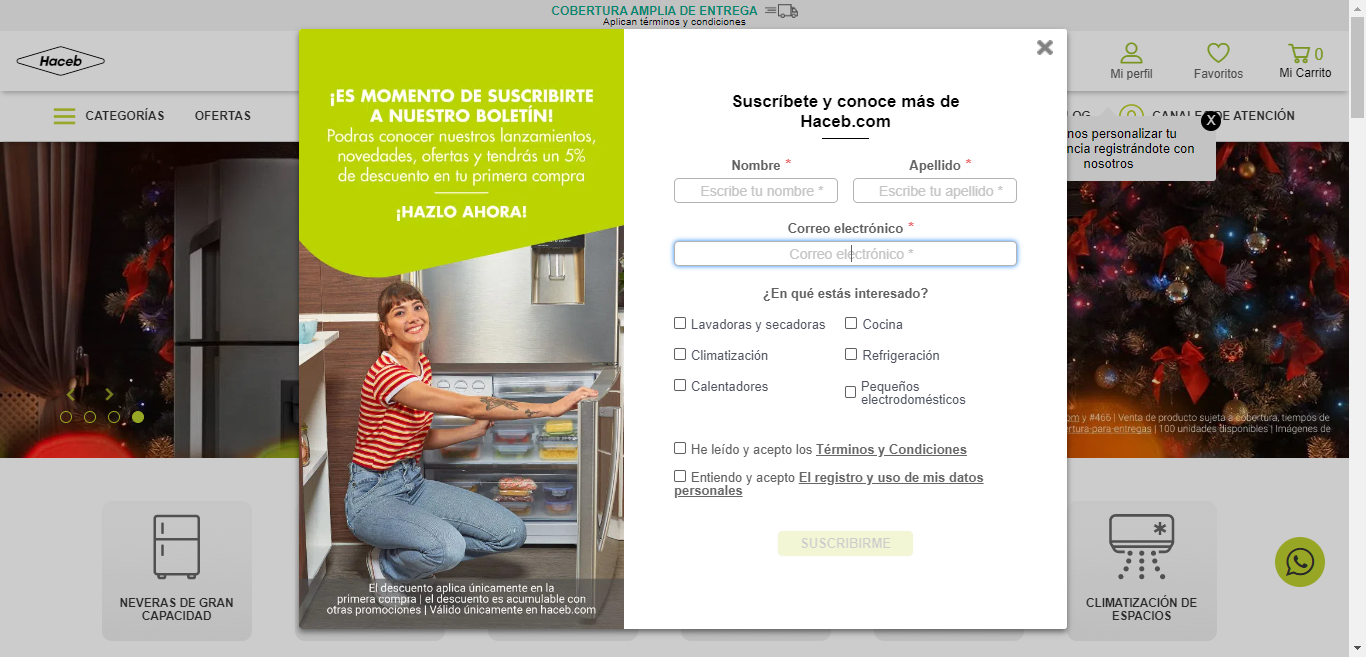 COBERTURA AMPLIA DE ENTREGA
Aplican términos y condiciones
Haceb
Mi perfil
Favoritos
0
Mi Carrito
CATEGORÍAS
OFERTAS
CANALES DE ATENCIÓN
X
nos personalizar tu
registrándote con
nosotros
¡ES MOMENTO DE SUSCRIBIRTE
A NUESTRO BOLETÍN!
Podras conocer nuestros lanzamientos,
novedades, ofertas y tendrás un 5%
de descuento en tu primera compra
¡HAZLO AHORA!
El descuento aplica únicamente en la
primera compra | el descuento es acumulable con
otras promociones | Válido únicamente en haceb.com
Suscríbete y conoce más de
Haceb.com
Nombre *
Apellido *
Escribe tu nombre *
Escribe tu apellido *
Correo electrónico *
Correo electrónico *
¿En qué estás interesado?
Lavadoras y secadoras
Cocina
Climatización
Refrigeración
Calentadores
Pequeños
electrodomésticos
He leído y acepto los Términos y Condiciones
Entiendo y acepto El registro y uso de mis datos
personales
SUSCRIBIRME
y #466 | Venta de producto sujeta a cobertura, tiempos de
para entregas | 100 unidades disponibles | Imágenes de
NEVERAS DE GRAN
CAPACIDAD
CLIMATIZACIÓN DE
ESPACIOS